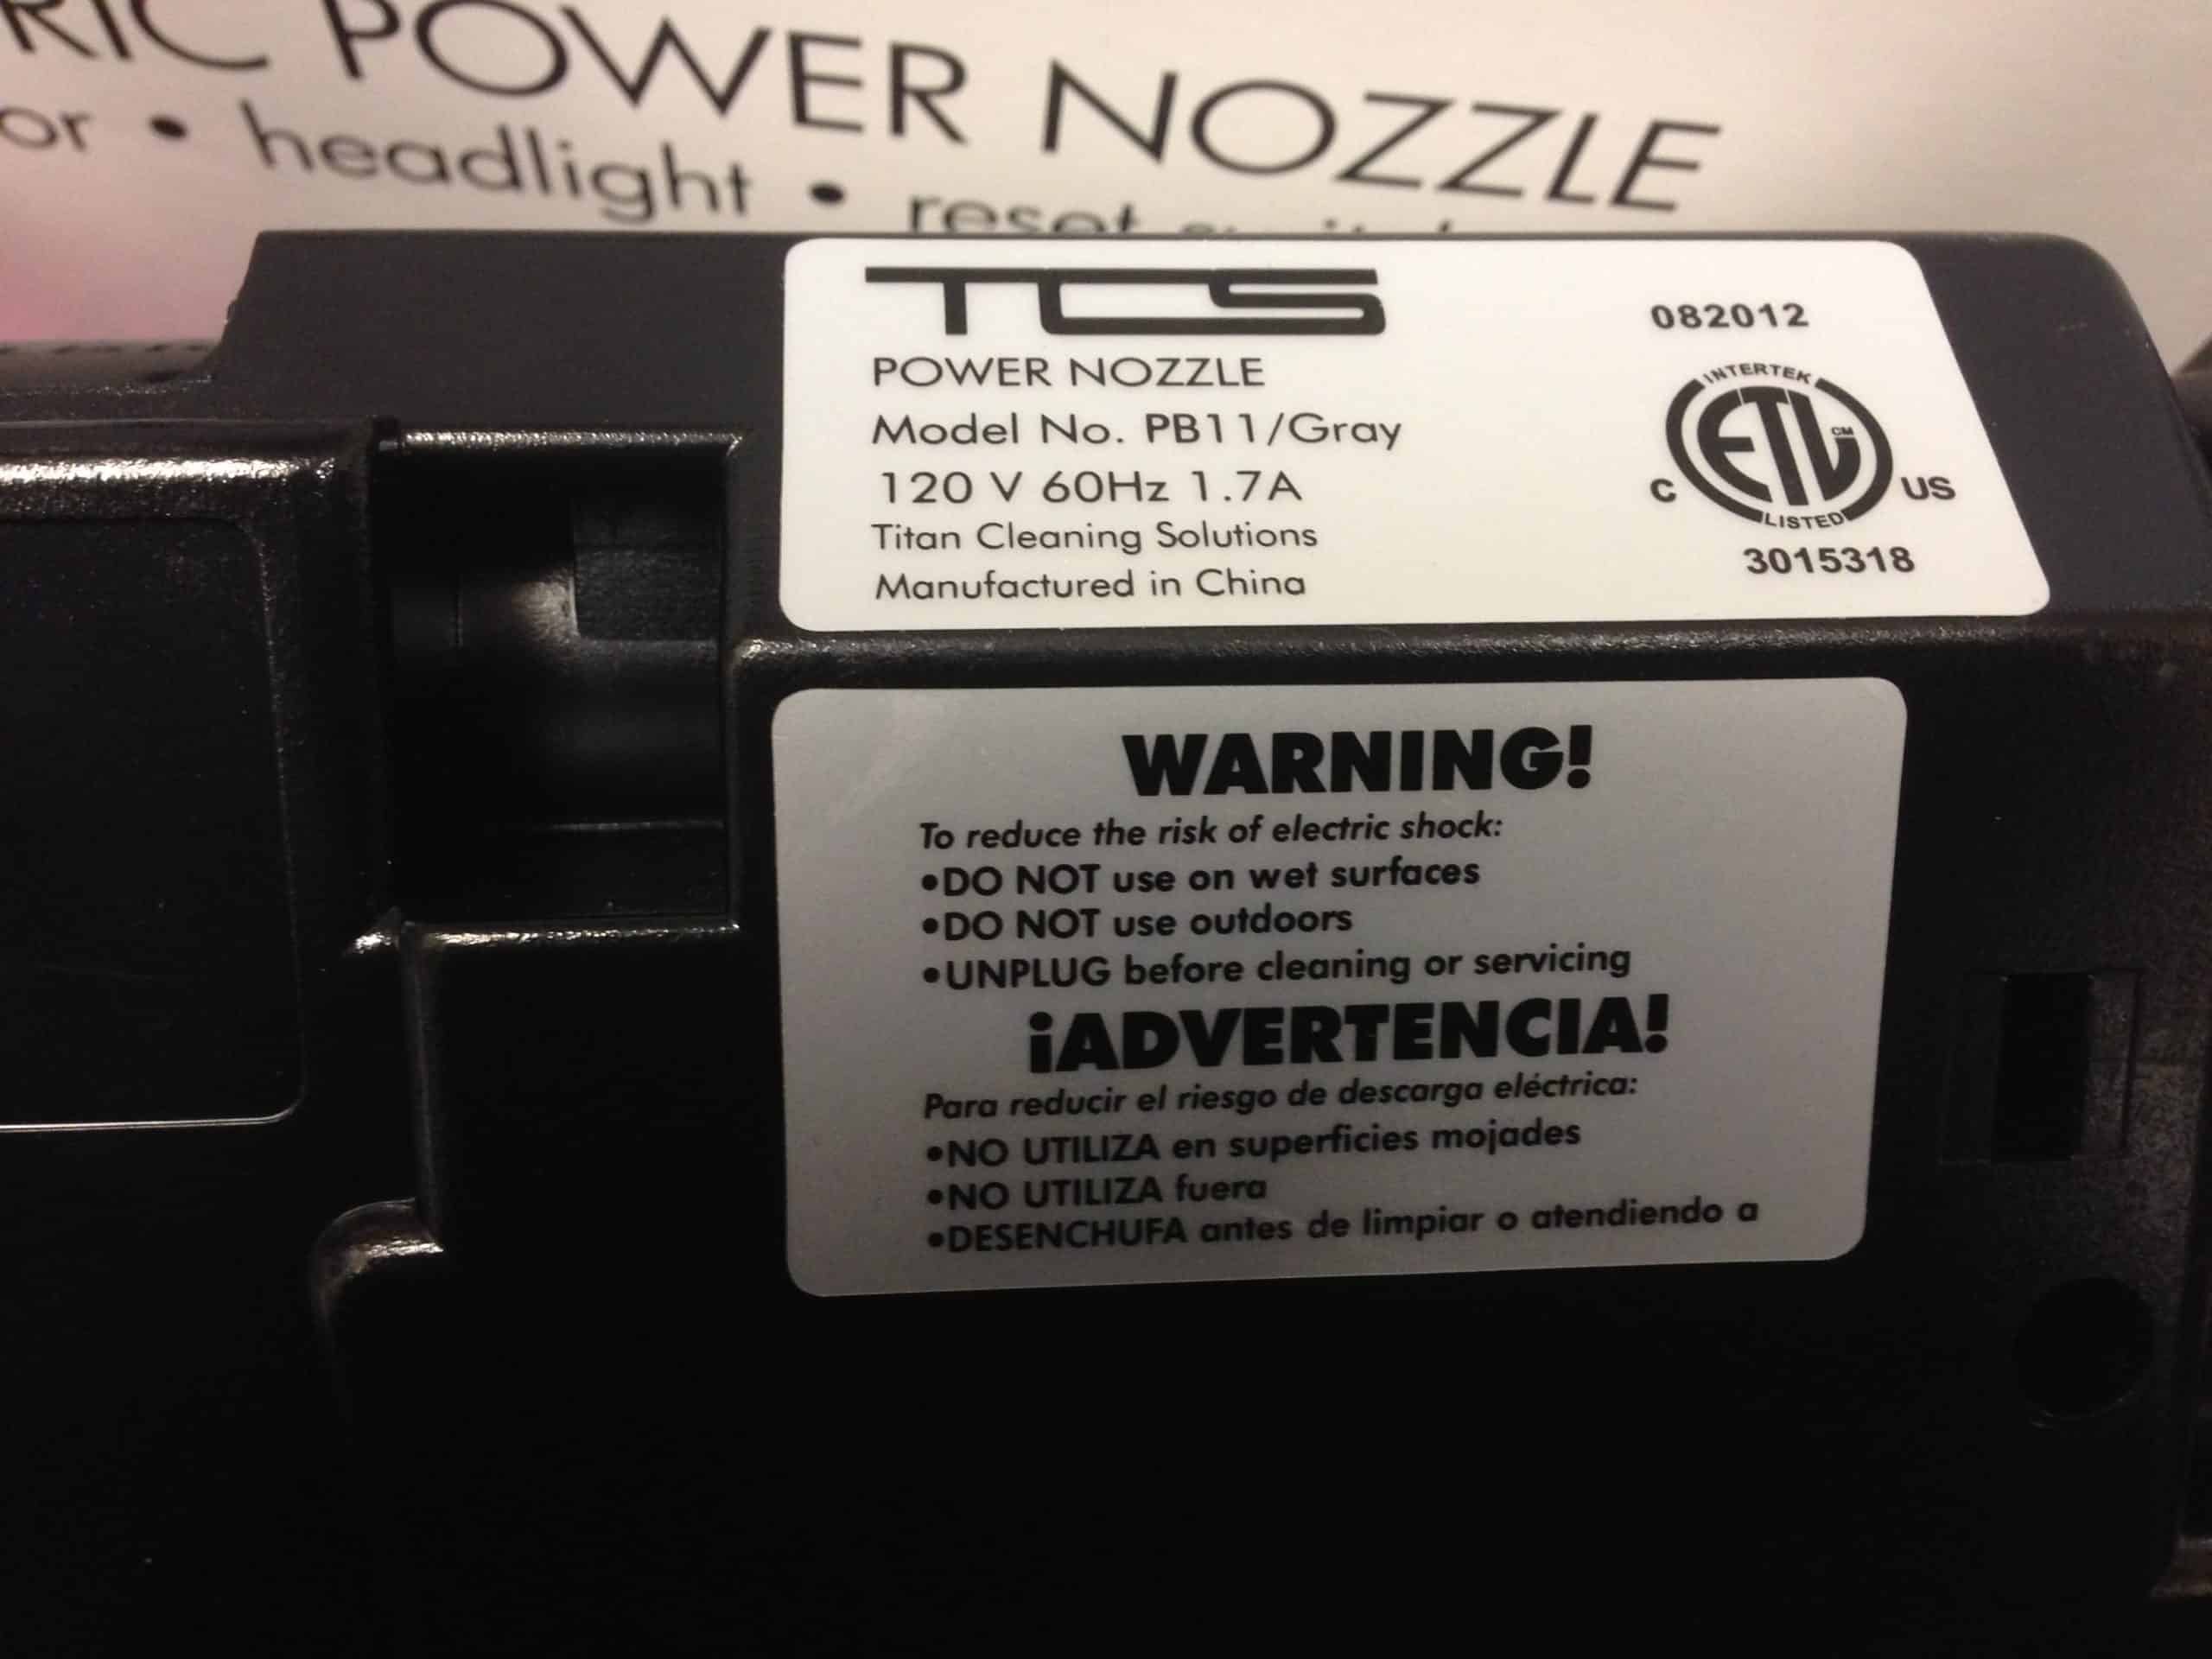 RIC POWER NOZZLE
or • headlight • reset
TCS
POWER NOZZLE
Model No. PB11/Gray
120 V 60Hz 1.7A
Titan Cleaning Solutions
Manufactured in China
082012
INTERTEK
ETL CM
C US
LISTED
3015318
WARNING!
To reduce the risk of electric shock:
•DO NOT use on wet surfaces
•DO NOT use outdoors
•UNPLUG before cleaning or servicing
¡ADVERTENCIA!
Para reducir el riesgo de descarga eléctrica:
•NO UTILIZA en superficies mojades
•NO UTILIZA fuera
•DESENCHUFA antes de limpiar o atendiendo a